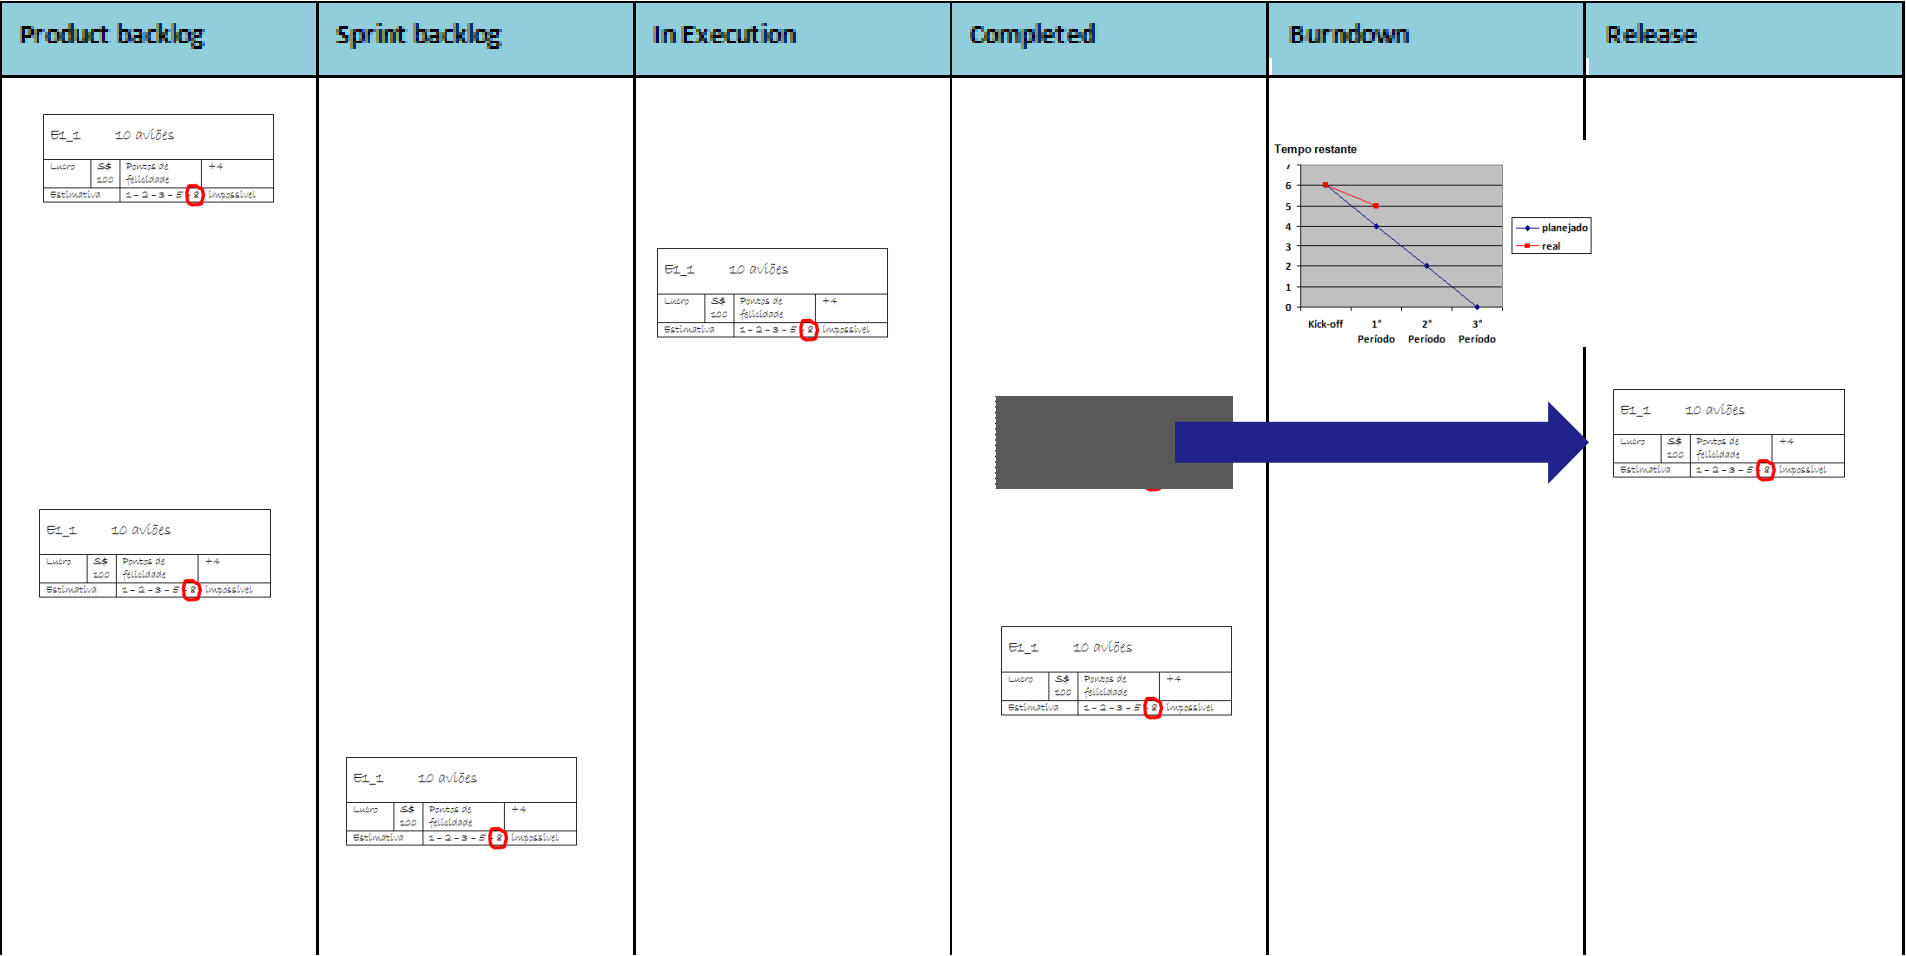 Product backlog
Sprint backlog
In Execution
Completed
Burndown
Release
E1_1 10 aviões
Lucro S$ 100 Pontos de felicidade +4
Estimativa 1 - 2 - 3 - 5 - 8 impossível
E1_1 10 aviões
Lucro S$ 100 Pontos de felicidade +4
Estimativa 1 - 2 - 3 - 5 - 8 impossível
E1_1 10 aviões
Lucro S$ 100 Pontos de felicidade +4
Estimativa 1 - 2 - 3 - 5 - 8 impossível
E1_1 10 aviões
Lucro S$ 100 Pontos de felicidade +4
Estimativa 1 - 2 - 3 - 5 - 8 impossível
E1_1 10 aviões
Lucro S$ 100 Pontos de felicidade +4
Estimativa 1 - 2 - 3 - 5 - 8 impossível
Tempo restante
7
6
5
4
3
2
1
0
Kick-off 1° Período 2° Período 3° Período
planejado
real
E1_1 10 aviões
Lucro S$ 100 Pontos de felicidade +4
Estimativa 1 - 2 - 3 - 5 - 8 impossível